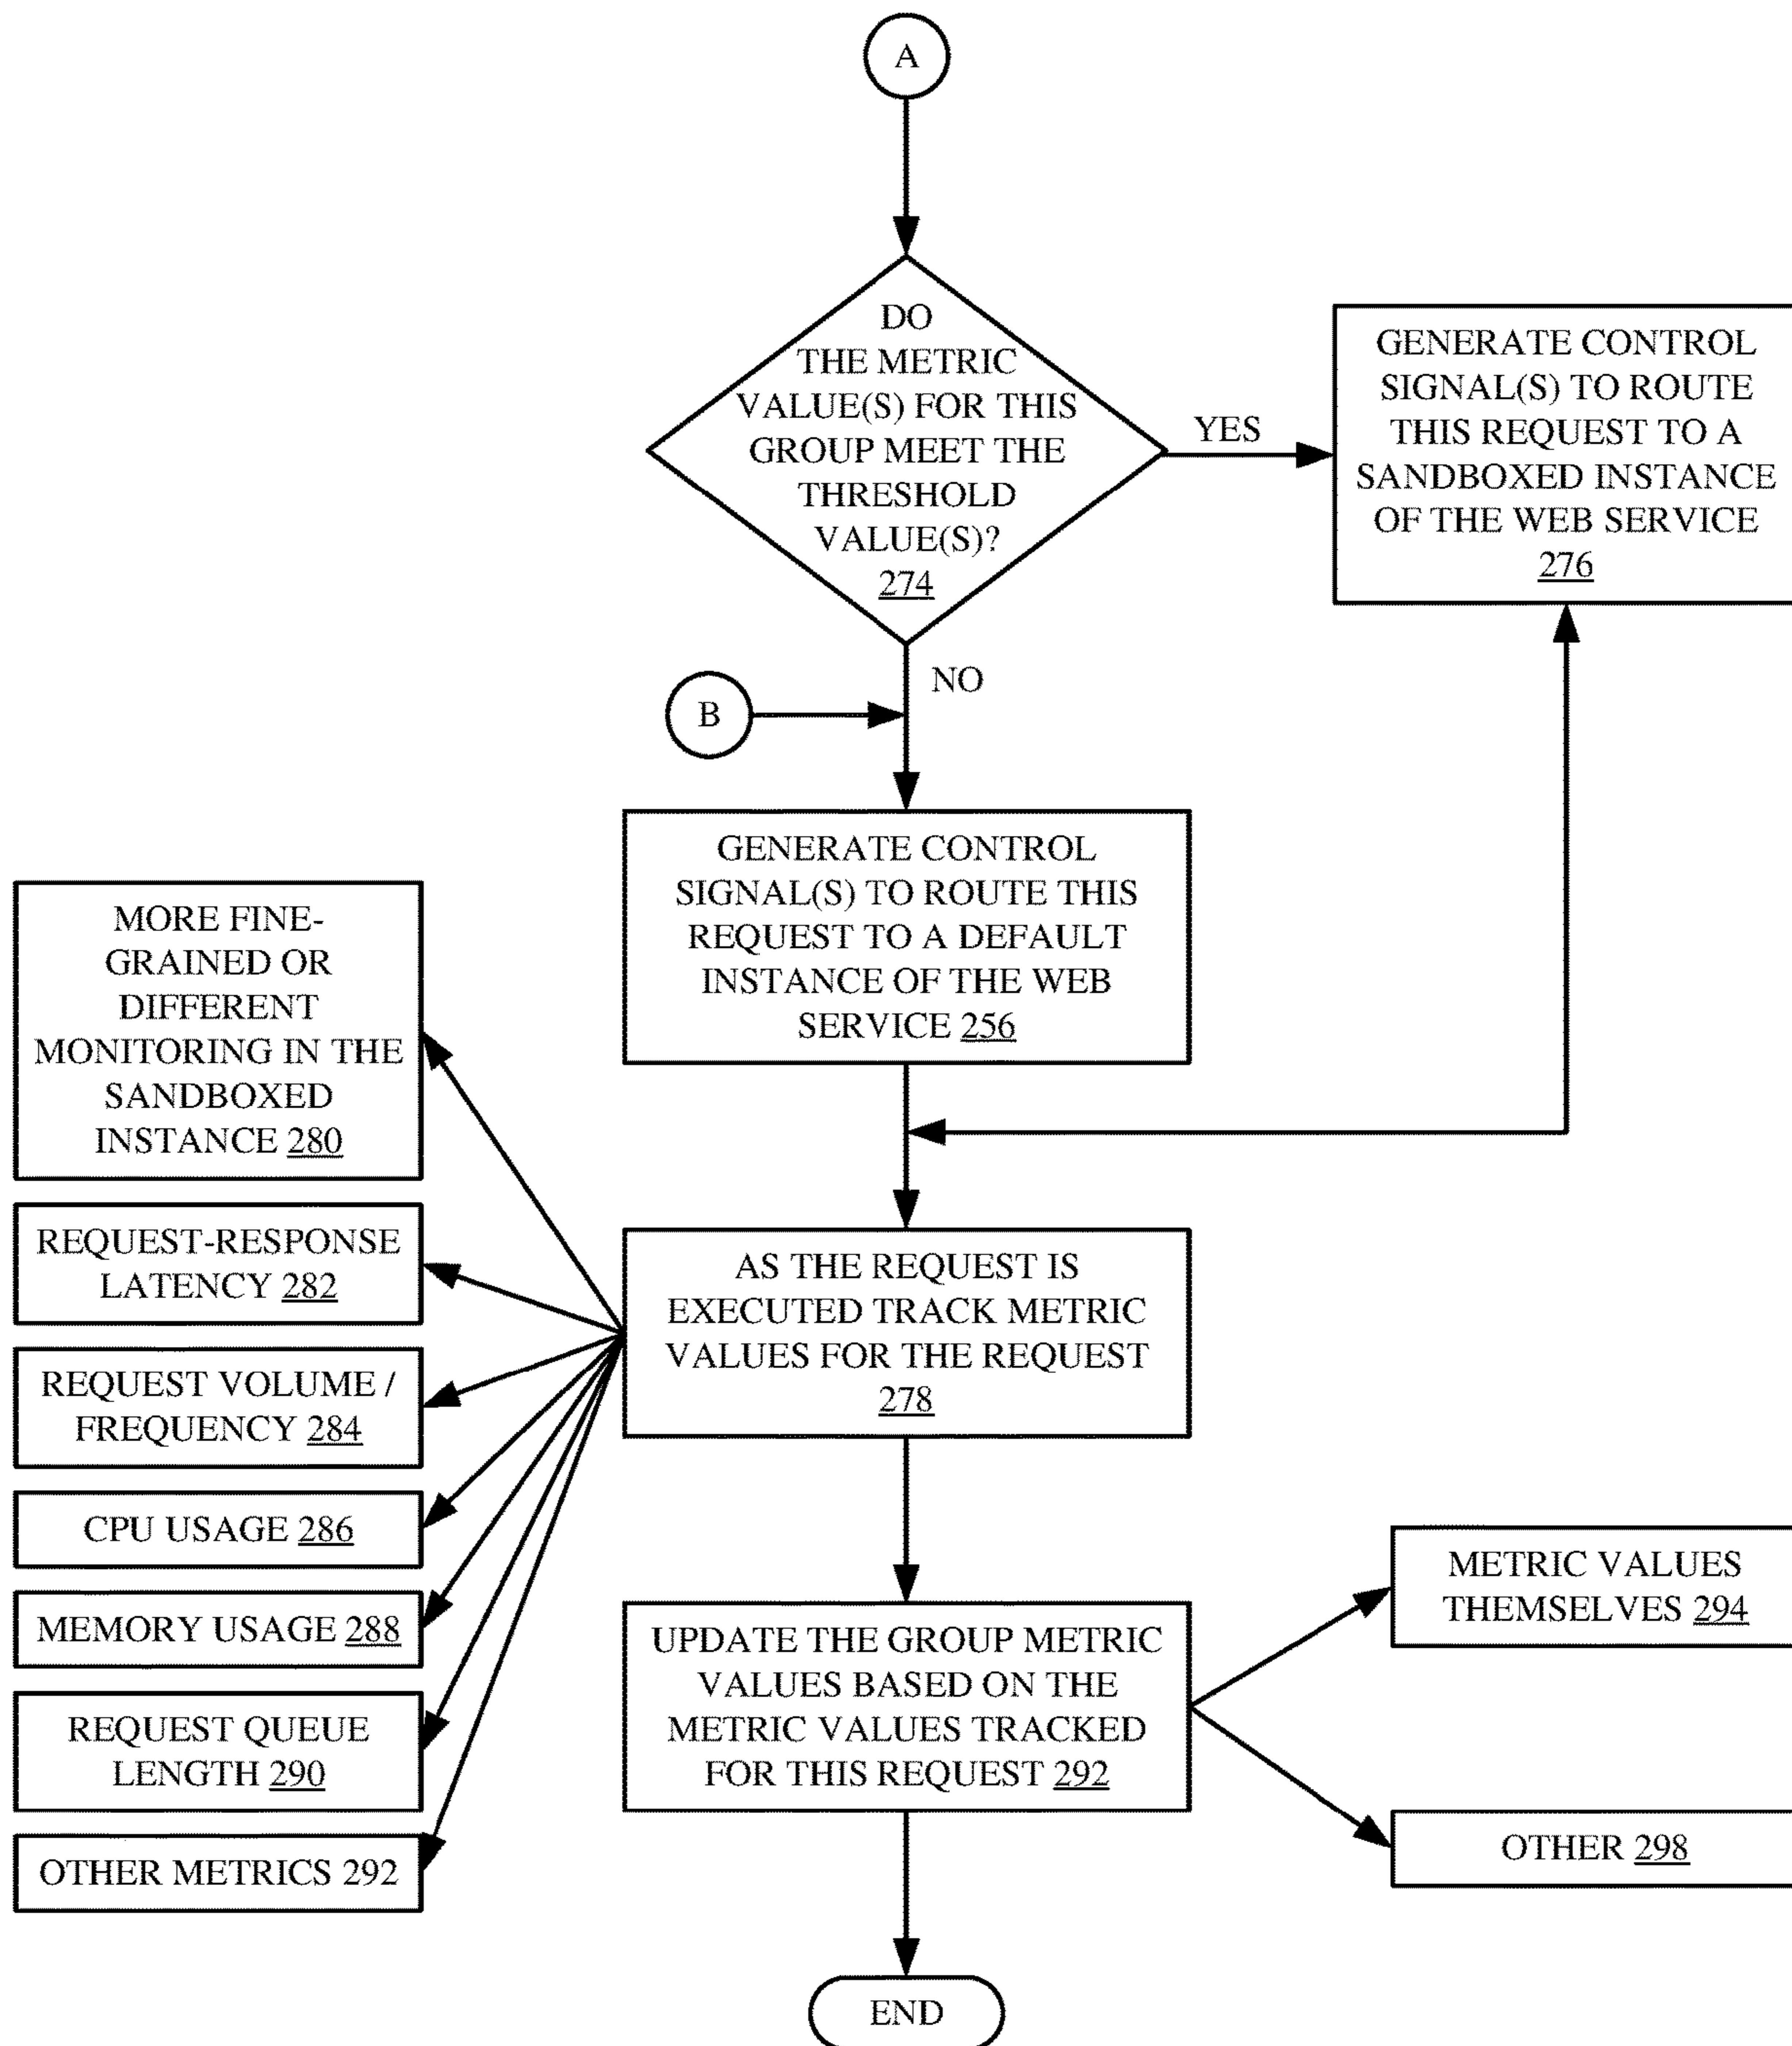 A
DO
THE METRIC
VALUE(S) FOR THIS
GROUP MEET THE
THRESHOLD
VALUE(S)?
274
YES
GENERATE CONTROL
SIGNAL(S) TO ROUTE
THIS REQUEST TO A
SANDBOXED INSTANCE
OF THE WEB SERVICE
276
NO
B
GENERATE CONTROL
SIGNAL(S) TO ROUTE THIS
REQUEST TO A DEFAULT
INSTANCE OF THE WEB
SERVICE 256
MORE FINE-
GRAINED OR
DIFFERENT
MONITORING IN THE
SANDBOXED
INSTANCE 280
REQUEST-RESPONSE
LATENCY 282
REQUEST VOLUME /
FREQUENCY 284
CPU USAGE 286
MEMORY USAGE 288
REQUEST QUEUE
LENGTH 290
OTHER METRICS 292
AS THE REQUEST IS
EXECUTED TRACK METRIC
VALUES FOR THE REQUEST
278
UPDATE THE GROUP METRIC
VALUES BASED ON THE
METRIC VALUES TRACKED
FOR THIS REQUEST 292
METRIC VALUES
THEMSELVES 294
OTHER 298
END